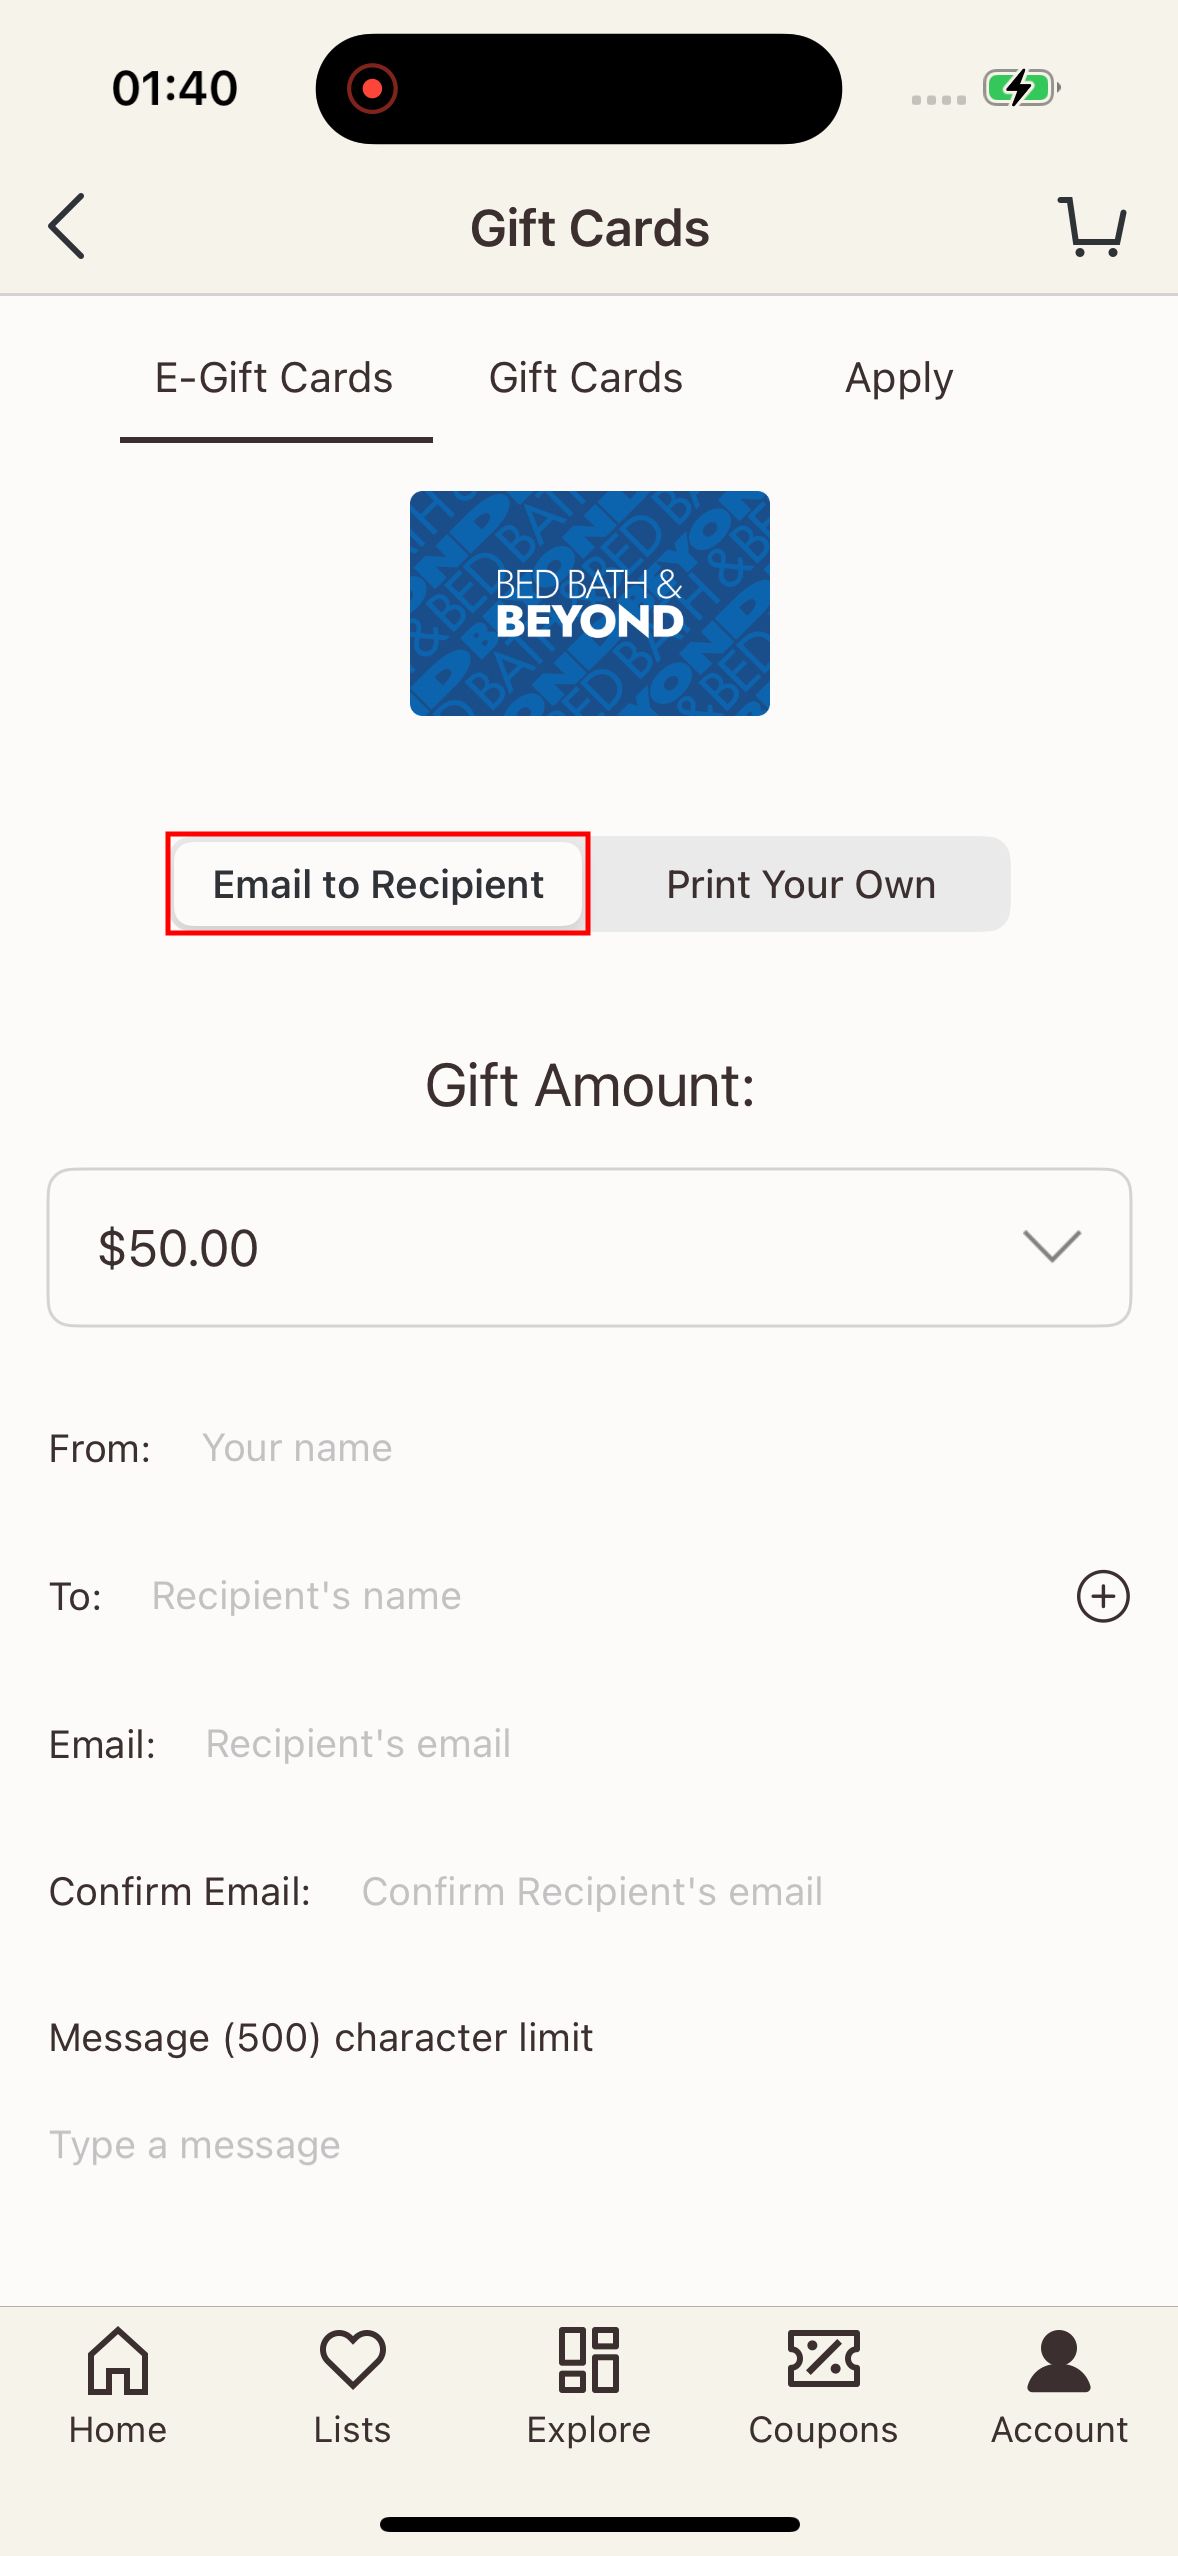 01:40
Gift Cards
E-Gift Cards
Gift Cards
Apply
BED BATH &
BEYOND
Email to Recipient
Print Your Own
Gift Amount:
$50.00
From: Your name
To: Recipient's name
Email: Recipient's email
Confirm Email: Confirm Recipient's email
Message (500) character limit
Type a message
Home
Lists
Explore
Coupons
Account